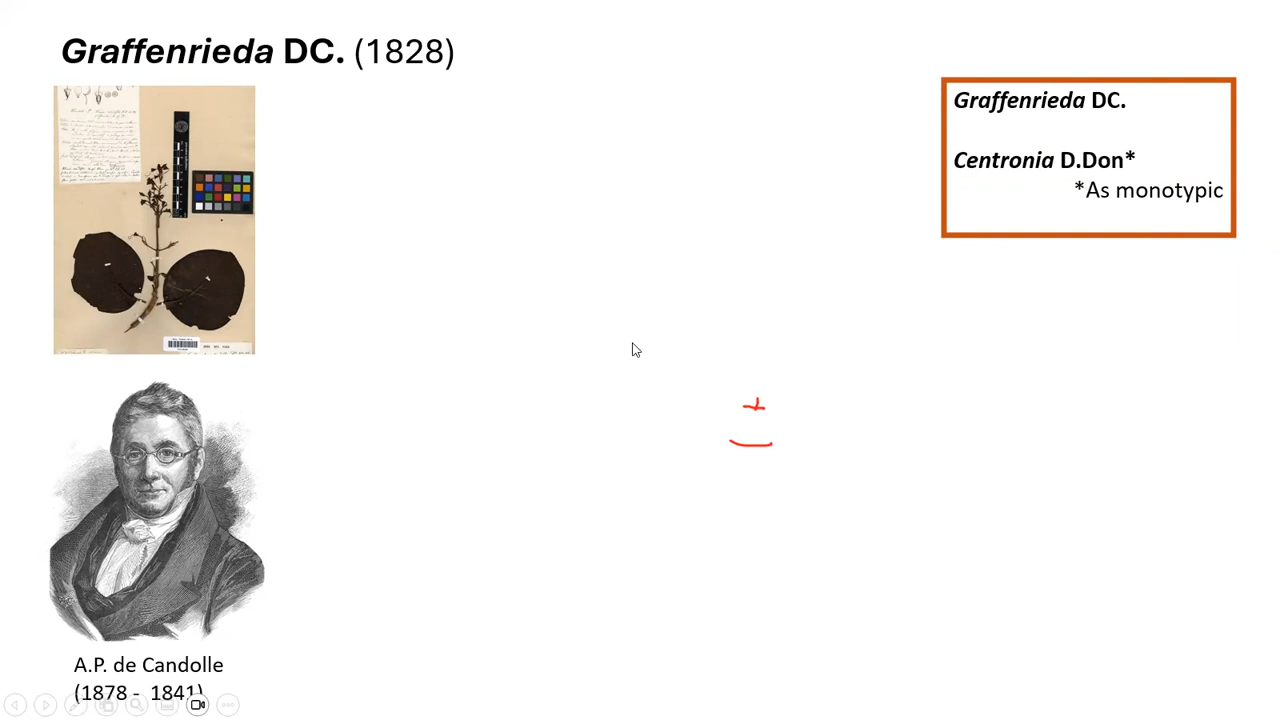 Graffenrieda DC. (1828)
Graffenrieda DC.
Centronia D.Don*
*As monotypic
A.P. de Candolle
(1878 - 1841)